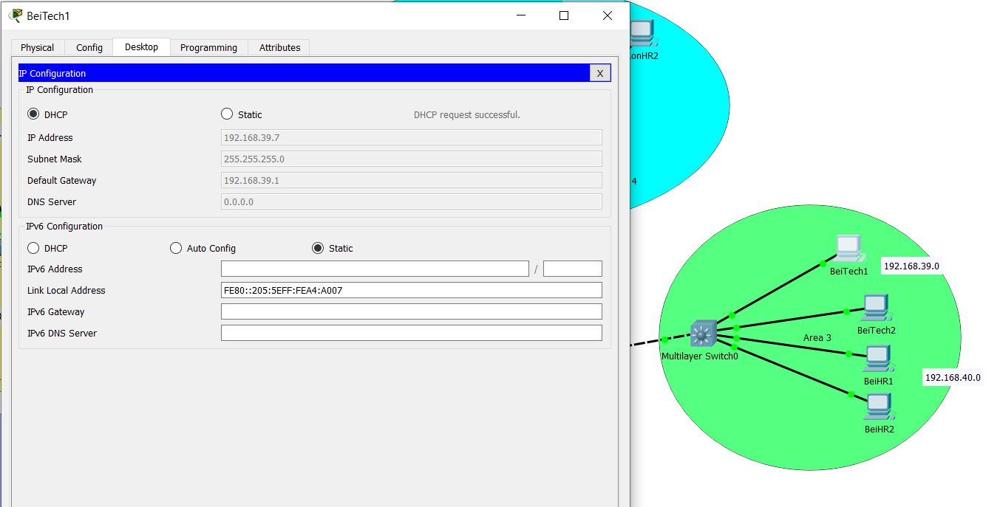 BeiTech1
Physical Config Desktop Programming Attributes
IP Configuration X
IP Configuration
DHCP Static DHCP request successful.
IP Address 192.168.39.7
Subnet Mask 255.255.255.0
Default Gateway 192.168.39.1
DNS Server 0.0.0.0
IPv6 Configuration
DHCP Auto Config Static
IPv6 Address /
Link Local Address FE80::205:5EFF:FEA4:A007
IPv6 Gateway
IPv6 DNS Server
onHR2
4
BeiTech1
192.168.39.0
BeiTech2
Area 3
Multilayer Switch0
BeiHR1
192.168.40.0
BeiHR2